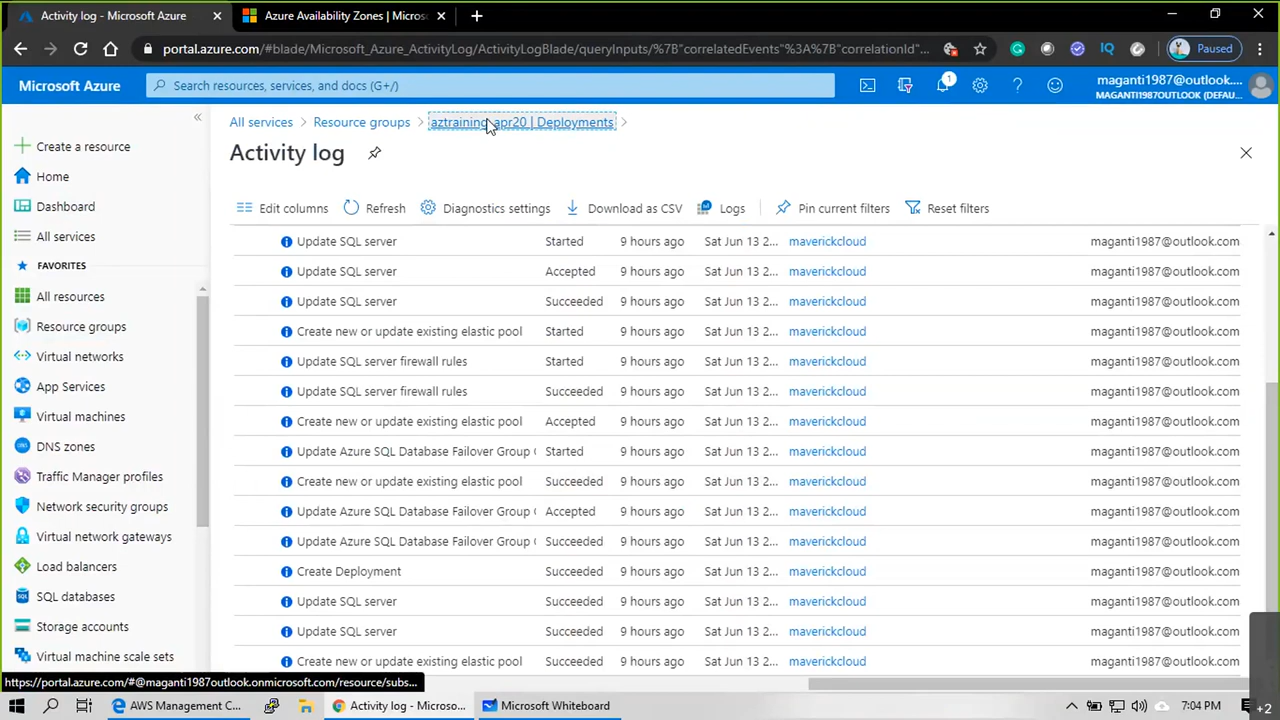 Activity log - Microsoft Azure
Azure Availability Zones | Micros
portal.azure.com/#blade/Microsoft_Azure_ActivityLog/ActivityLogBlade/queryInputs/%7B"correlatedEvents"%3A%7B"correlationId"...
IQ
Paused
Microsoft Azure
Search resources, services, and docs (G+/)
1
maganti1987@outlook....
MAGANTI1987OUTLOOK (DEFAU...
All services > Resource groups > aztraining-apr20 | Deployments >
Activity log
Edit columns Refresh Diagnostics settings Download as CSV Logs Pin current filters Reset filters
Create a resource
Home
Dashboard
All services
FAVORITES
All resources
Resource groups
Virtual networks
App Services
Virtual machines
DNS zones
Traffic Manager profiles
Network security groups
Virtual network gateways
Load balancers
SQL databases
Storage accounts
Virtual machine scale sets
Update SQL server Started 9 hours ago Sat Jun 13 2... maverickcloud maganti1987@outlook.com
Update SQL server Accepted 9 hours ago Sat Jun 13 2... maverickcloud maganti1987@outlook.com
Update SQL server Succeeded 9 hours ago Sat Jun 13 2... maverickcloud maganti1987@outlook.com
Create new or update existing elastic pool Started 9 hours ago Sat Jun 13 2... maverickcloud maganti1987@outlook.com
Update SQL server firewall rules Started 9 hours ago Sat Jun 13 2... maverickcloud maganti1987@outlook.com
Update SQL server firewall rules Succeeded 9 hours ago Sat Jun 13 2... maverickcloud maganti1987@outlook.com
Create new or update existing elastic pool Accepted 9 hours ago Sat Jun 13 2... maverickcloud maganti1987@outlook.com
Update Azure SQL Database Failover Group ( Started 9 hours ago Sat Jun 13 2... maverickcloud maganti1987@outlook.com
Create new or update existing elastic pool Succeeded 9 hours ago Sat Jun 13 2... maverickcloud maganti1987@outlook.com
Update Azure SQL Database Failover Group ( Accepted 9 hours ago Sat Jun 13 2... maverickcloud maganti1987@outlook.com
Update Azure SQL Database Failover Group ( Succeeded 9 hours ago Sat Jun 13 2... maverickcloud maganti1987@outlook.com
Create Deployment Succeeded 9 hours ago Sat Jun 13 2... maverickcloud maganti1987@outlook.com
Update SQL server Succeeded 9 hours ago Sat Jun 13 2... maverickcloud maganti1987@outlook.com
Update SQL server Succeeded 9 hours ago Sat Jun 13 2... maverickcloud maganti1987@outlook.com
Create new or update existing elastic pool Succeeded 9 hours ago Sat Jun 13 2... maverickcloud maganti1987@outlook.com
https://portal.azure.com/#@maganti1987outlook.onmicrosoft.com/resource/subs...
AWS Management C...
Activity log - Microso...
Microsoft Whiteboard
7:04 PM
+2